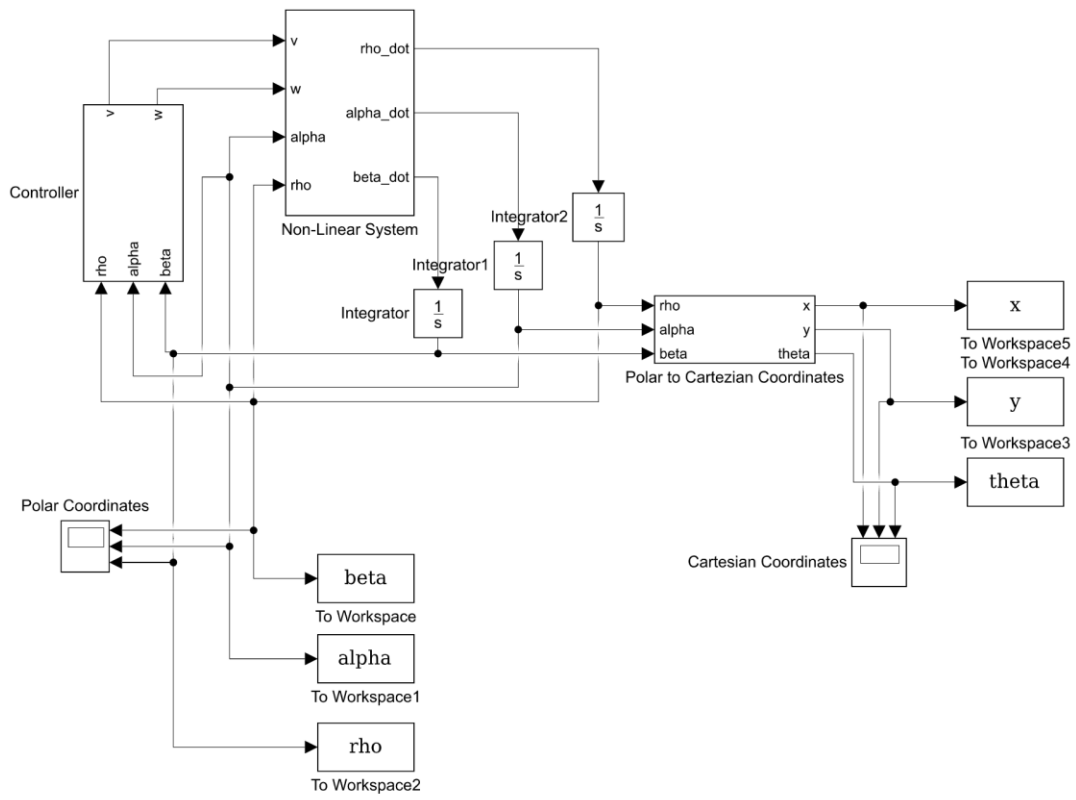 v
w
alpha
rho
rho_dot
alpha_dot
beta_dot
Non-Linear System
v
w
rho
alpha
beta
Controller
Integrator2
1
s
Integrator1
1
s
Integrator
1
s
rho
alpha
beta
x
y
theta
Polar to Cartezian Coordinates
x
To Workspace5
To Workspace4
y
To Workspace3
theta
Polar Coordinates
Cartesian Coordinates
beta
To Workspace
alpha
To Workspace1
rho
To Workspace2